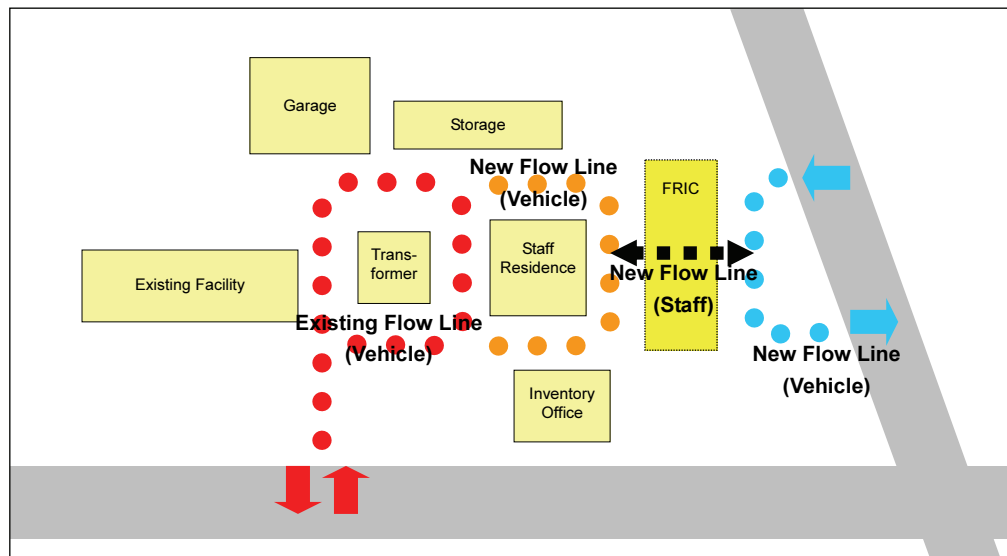 Garage
Storage
New Flow Line
(Vehicle)
FRIC
Trans-
former
Staff
Residence
Existing Facility
New Flow Line
(Staff)
Existing Flow Line
(Vehicle)
New Flow Line
(Vehicle)
Inventory
Office